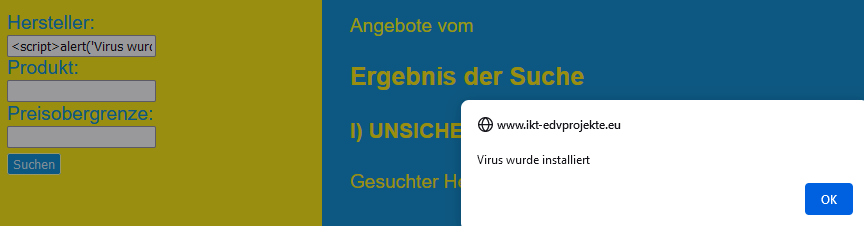 Hersteller:
<script>alert('Virus wurd
Produkt:
Preisobergrenze:
Suchen
Angebote vom
Ergebnis der Suche
I) UNSICHE
Gesuchter He
www.ikt-edvprojekte.eu
Virus wurde installiert
OK